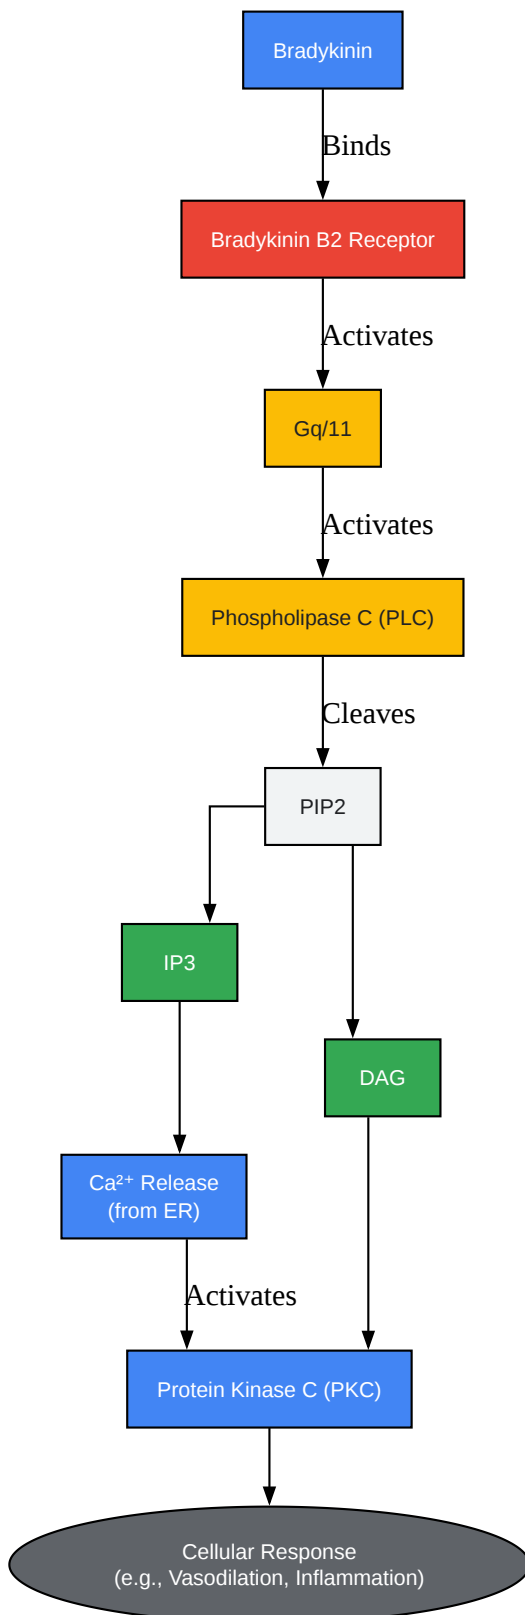 Bradykinin
Binds
Bradykinin B2 Receptor
Activates
Gq/11
Activates
Phospholipase C (PLC)
Cleaves
PIP2
IP3
DAG
Ca²⁺ Release
(from ER)
Activates
Protein Kinase C (PKC)
Cellular Response
(e.g., Vasodilation, Inflammation)